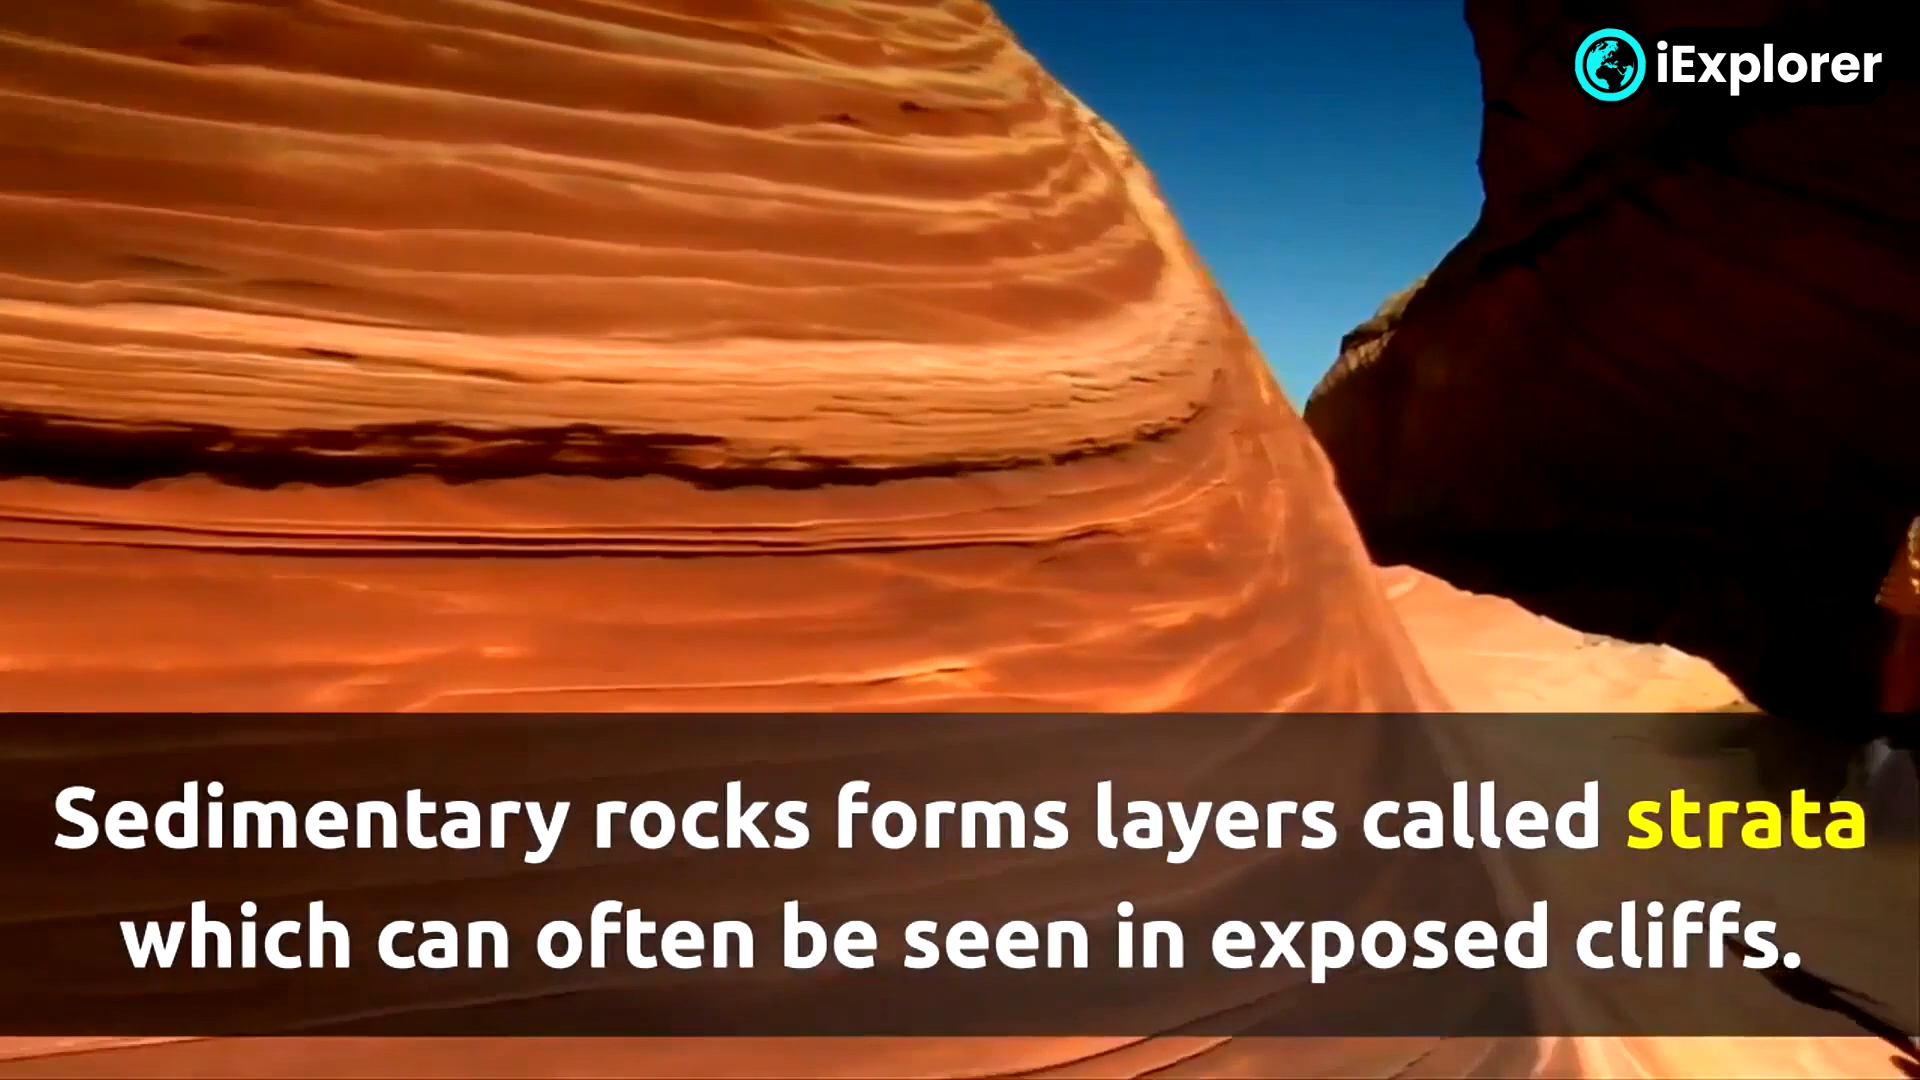 iExplorer
Sedimentary rocks forms layers called strata
which can often be seen in exposed cliffs.